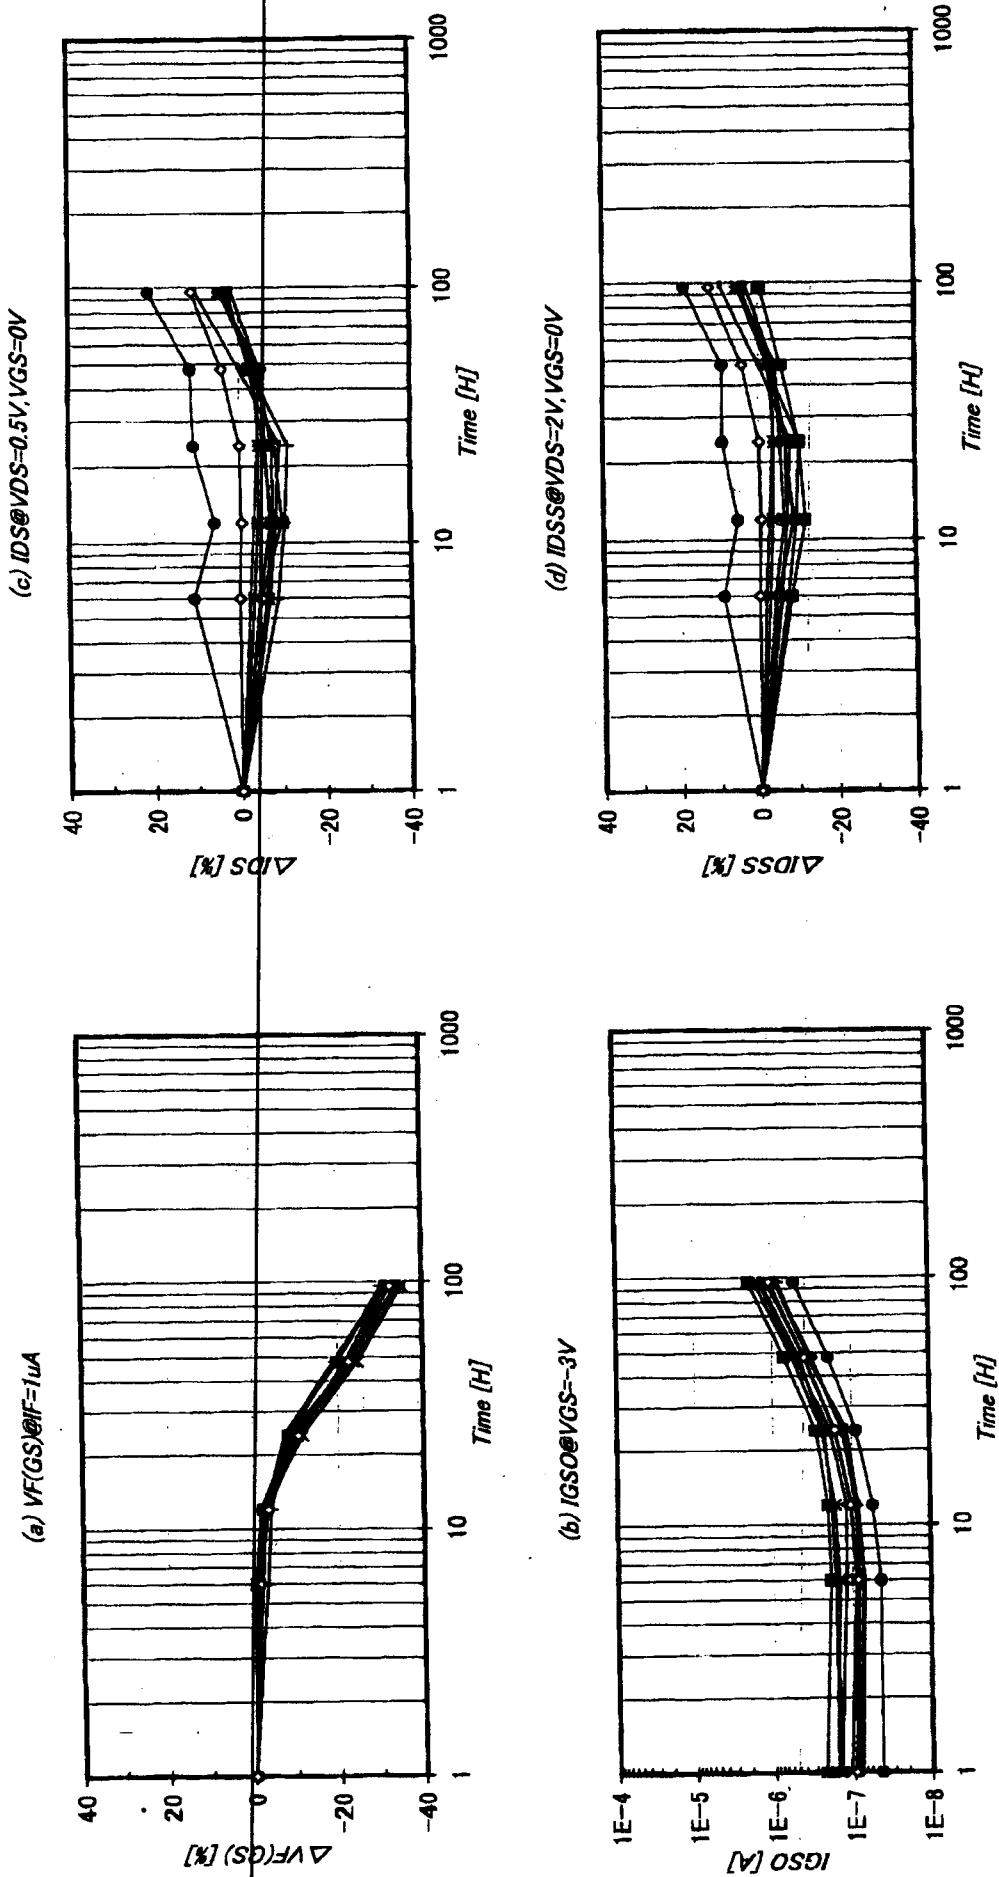 (a) VF(GS)@IF=1uA
ΔVF(GS) [%]
40
20
0
-20
-40
1
10
100
1000
Time [H]
(c) IDS@VDS=0.5V,VGS=0V
ΔIDS [%]
40
20
0
-20
-40
1
10
100
1000
Time [H]
(b) IGSO@VGS=-3V
IGSO [A]
1E-4
1E-5
1E-6
1E-7
1E-8
1
10
100
1000
Time [H]
(d) IDSS@VDS=2V,VGS=0V
ΔIDSS [%]
40
20
0
-20
-40
1
10
100
1000
Time [H]